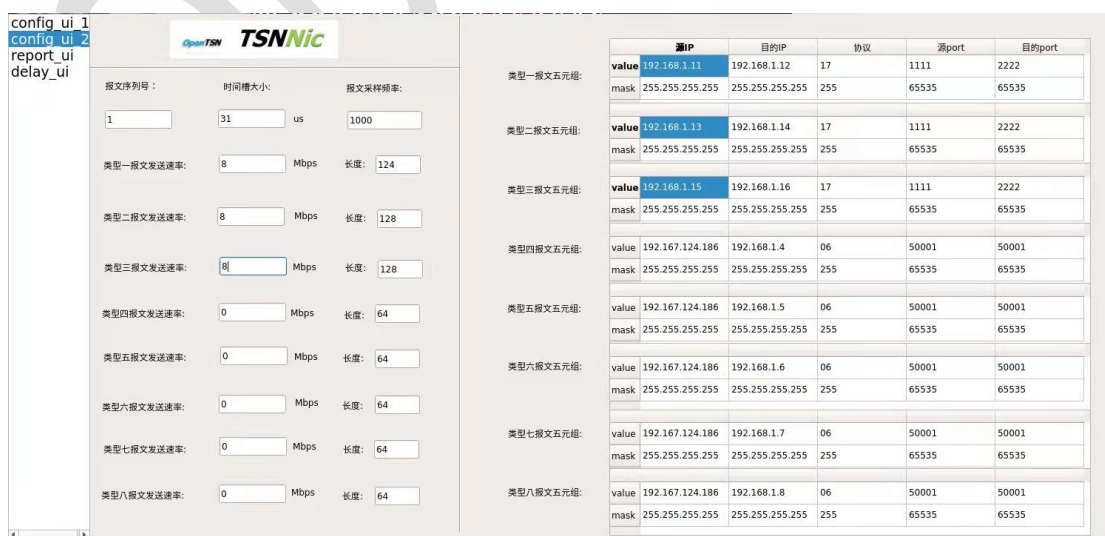 config_ui_1
config_ui_2
report_ui
delay_ui
OpenTSN TSNNic
报文序列号： 时间槽大小: 报文采样频率:
1 31 us 1000
类型一报文发送速率: 8 Mbps 长度: 124
类型二报文发送速率: 8 Mbps 长度: 128
类型三报文发送速率: 8 Mbps 长度: 128
类型四报文发送速率: 0 Mbps 长度: 64
类型五报文发送速率: 0 Mbps 长度: 64
类型六报文发送速率: 0 Mbps 长度: 64
类型七报文发送速率: 0 Mbps 长度: 64
类型八报文发送速率: 0 Mbps 长度: 64
源IP 目的IP 协议 源port 目的port
类型一报文五元组:
value 192.168.1.11 192.168.1.12 17 1111 2222
mask 255.255.255.255 255.255.255.255 255 65535 65535
类型二报文五元组:
value 192.168.1.13 192.168.1.14 17 1111 2222
mask 255.255.255.255 255.255.255.255 255 65535 65535
类型三报文五元组:
value 192.168.1.15 192.168.1.16 17 1111 2222
mask 255.255.255.255 255.255.255.255 255 65535 65535
类型四报文五元组:
value 192.167.124.186 192.168.1.4 06 50001 50001
mask 255.255.255.255 255.255.255.255 255 65535 65535
类型五报文五元组:
value 192.167.124.186 192.168.1.5 06 50001 50001
mask 255.255.255.255 255.255.255.255 255 65535 65535
类型六报文五元组:
value 192.167.124.186 192.168.1.6 06 50001 50001
mask 255.255.255.255 255.255.255.255 255 65535 65535
类型七报文五元组:
value 192.167.124.186 192.168.1.7 06 50001 50001
mask 255.255.255.255 255.255.255.255 255 65535 65535
类型八报文五元组:
value 192.167.124.186 192.168.1.8 06 50001 50001
mask 255.255.255.255 255.255.255.255 255 65535 65535